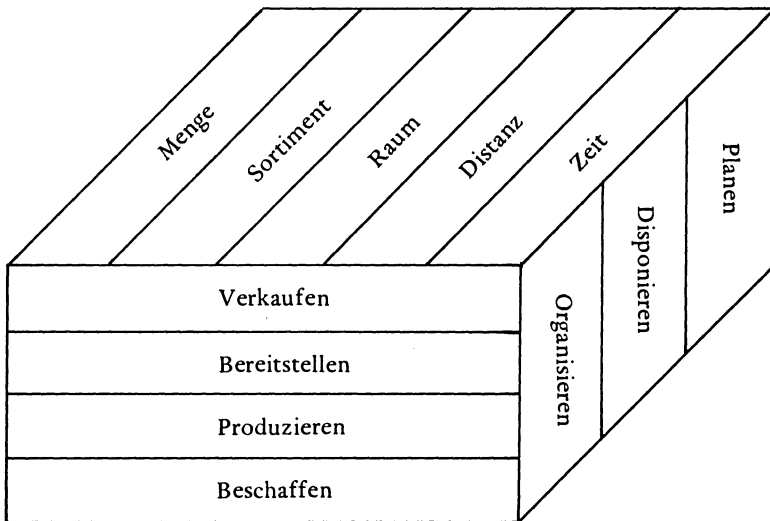 Menge
Sortiment
Raum
Distanz
Zeit
Planen
Disponieren
Organisieren
Verkaufen
Bereitstellen
Produzieren
Beschaffen